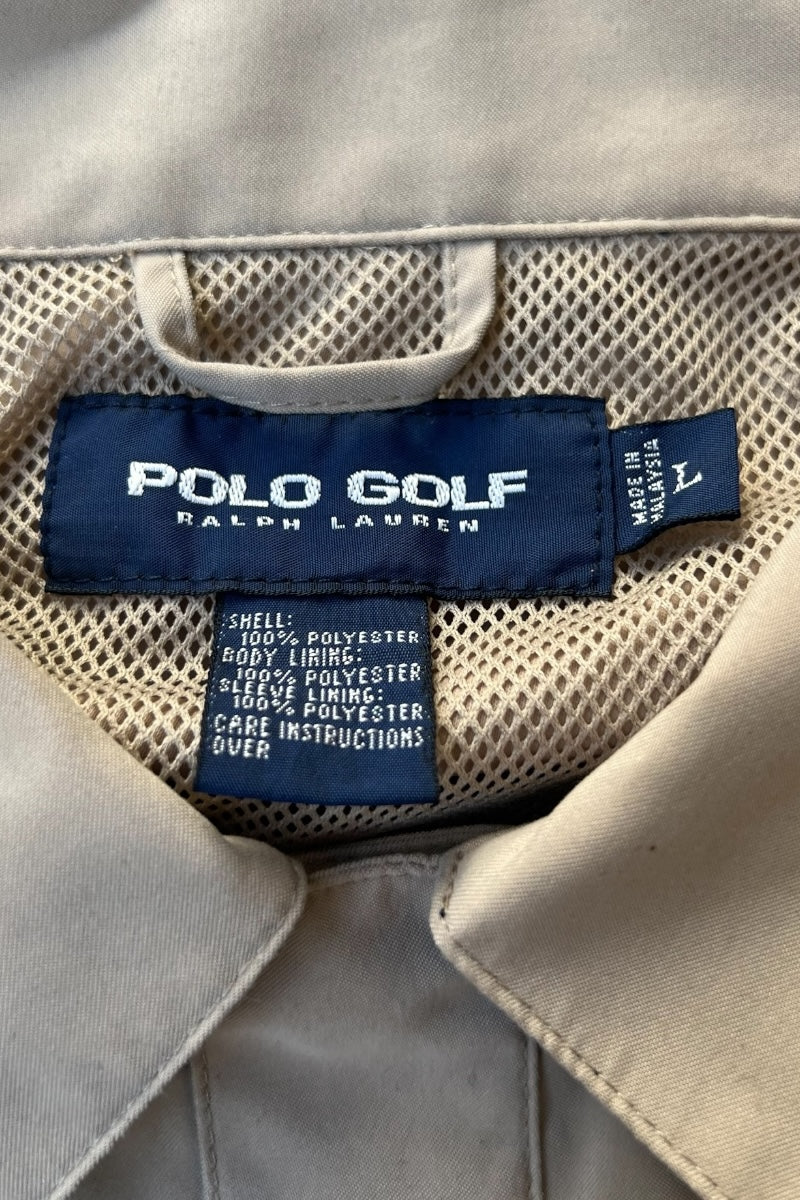 POLO GOLF
RALPH LAUREN
MADE IN
MALAYSIA
L
SHELL:
100% POLYESTER
BODY LINING:
100% POLYESTER
SLEEVE LINING:
100% POLYESTER
CARE INSTRUCTIONS
OVER